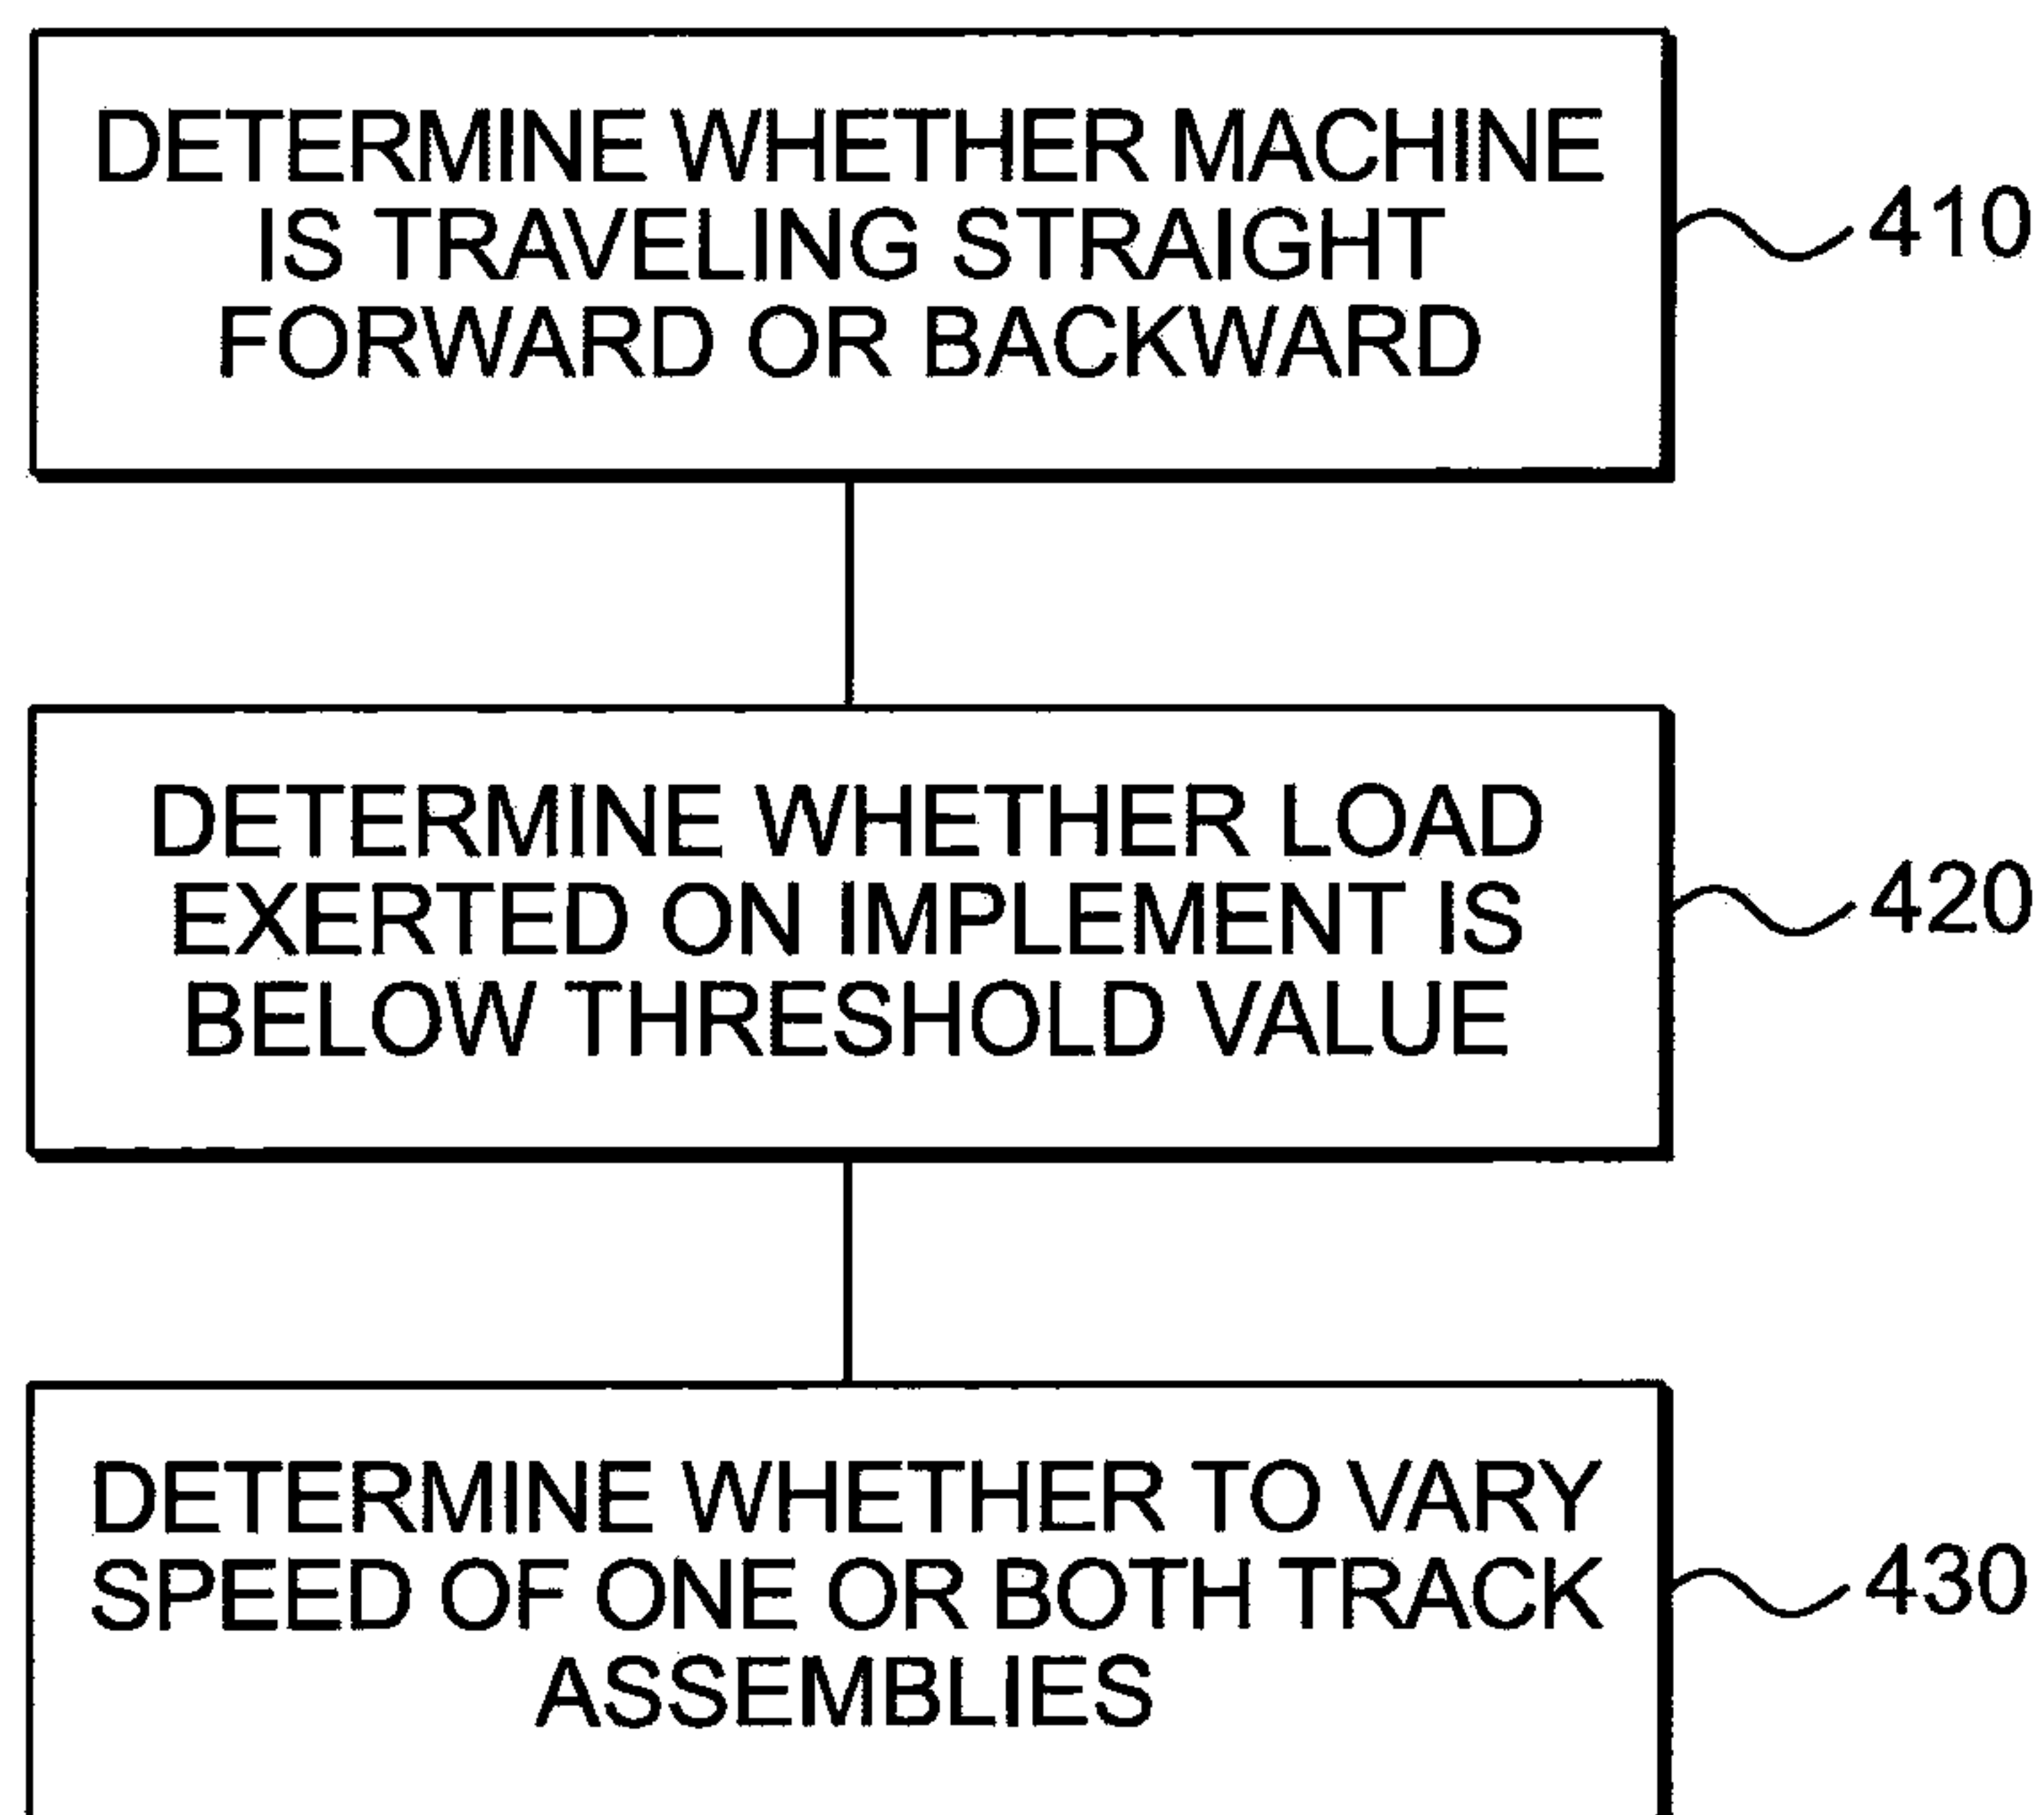 DETERMINE WHETHER MACHINE
IS TRAVELING STRAIGHT
FORWARD OR BACKWARD
410
DETERMINE WHETHER LOAD
EXERTED ON IMPLEMENT IS
BELOW THRESHOLD VALUE
420
DETERMINE WHETHER TO VARY
SPEED OF ONE OR BOTH TRACK
ASSEMBLIES
430